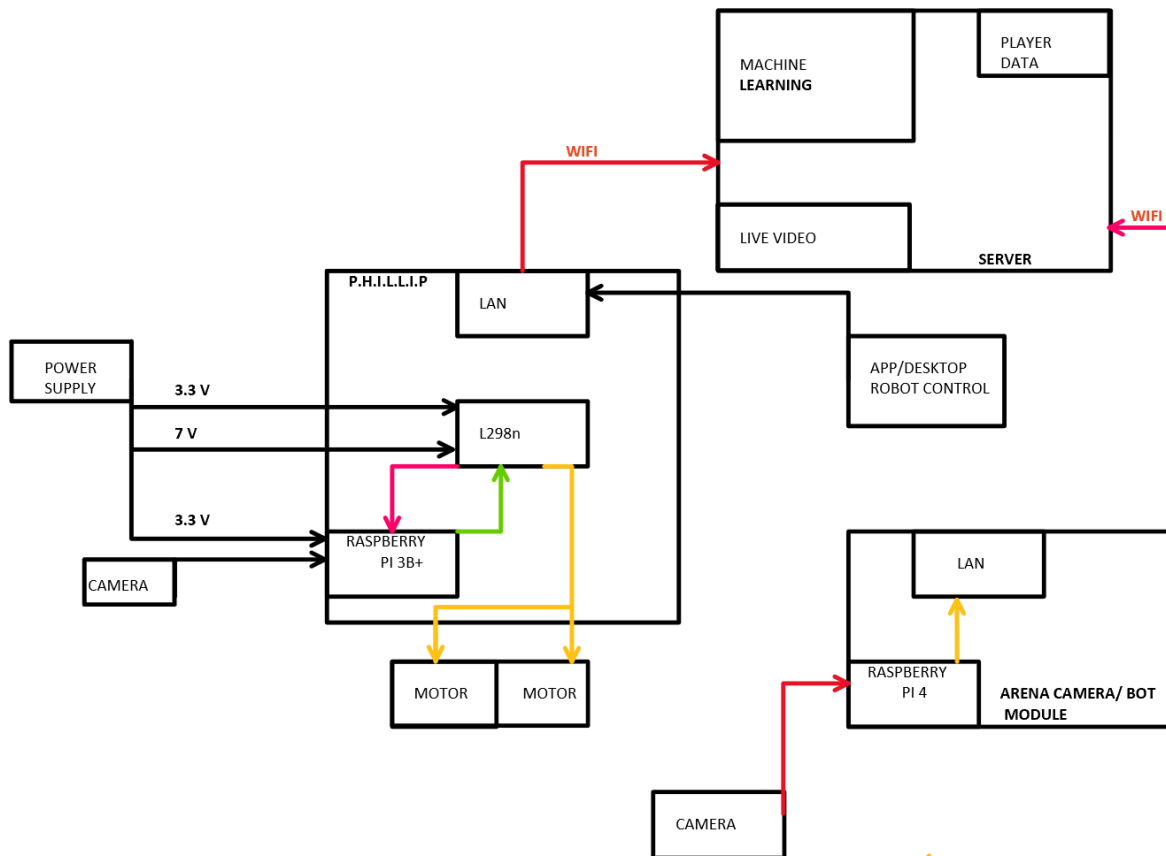 MACHINE
LEARNING
PLAYER
DATA
WIFI
LIVE VIDEO
WIFI
SERVER
P.H.I.L.L.I.P
LAN
POWER
SUPPLY
APP/DESKTOP
ROBOT CONTROL
3.3 V
L298n
7 V
3.3 V
RASPBERRY
PI 3B+
CAMERA
LAN
MOTOR
MOTOR
RASPBERRY
PI 4
ARENA CAMERA/ BOT
MODULE
CAMERA